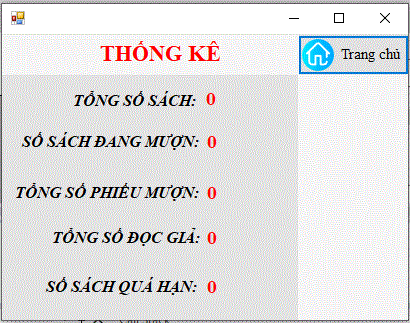 THỐNG KÊ
Trang chủ
TỔNG SỐ SÁCH: 0
SỐ SÁCH ĐANG MƯỢN: 0
TỔNG SỐ PHIẾU MƯỢN: 0
TỔNG SỐ ĐỌC GIẢ: 0
SỐ SÁCH QUÁ HẠN: 0